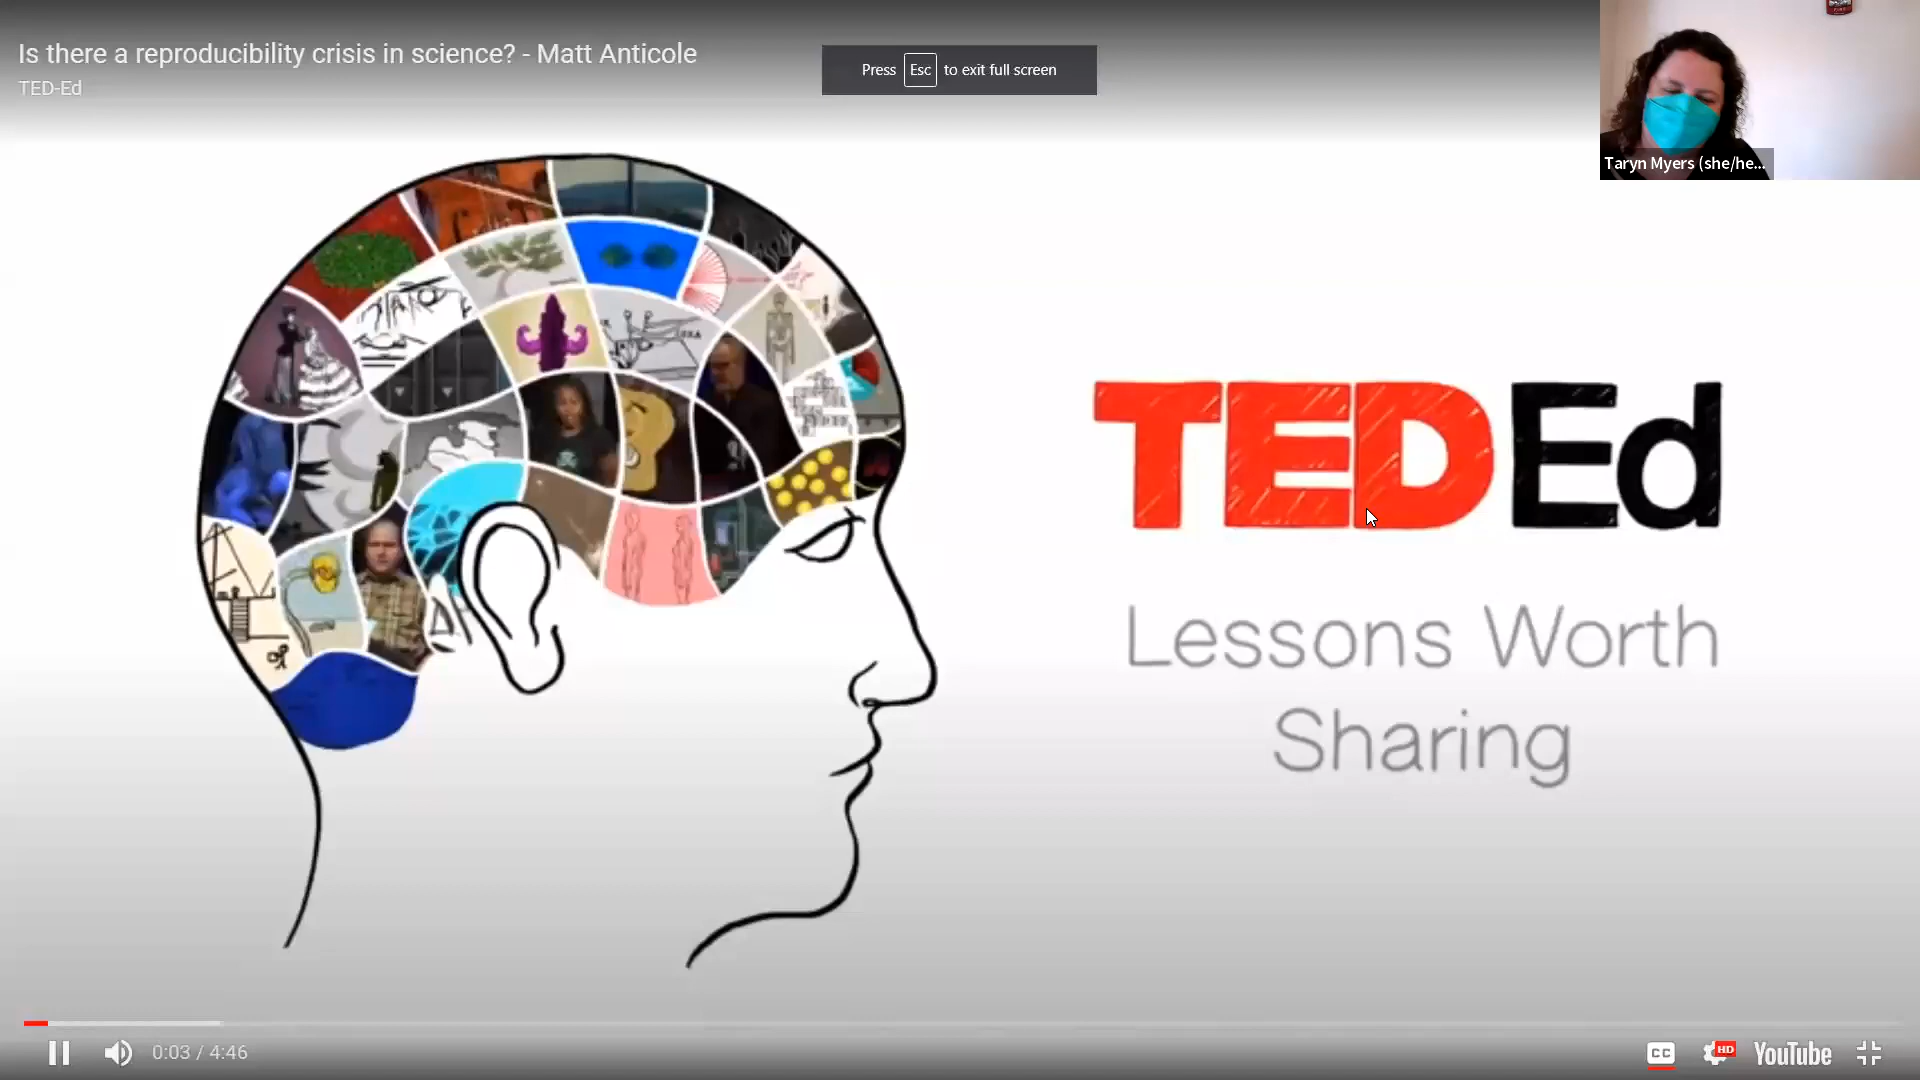 Is there a reproducibility crisis in science? - Matt Anticole
TED-Ed
Press Esc to exit full screen
Taryn Myers (she/he...
TEDEd
Lessons Worth
Sharing
0:03 / 4:46
CC
HD
YouTube